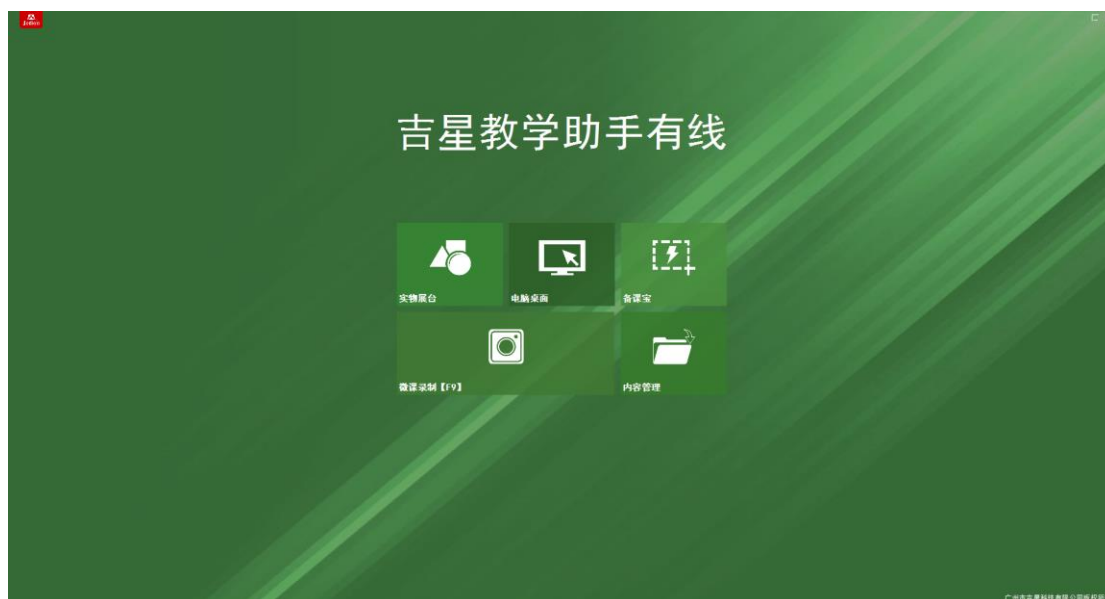 吉星教学助手有线
实物展台
电脑桌面
备课宝
微课录制【F9】
内容管理